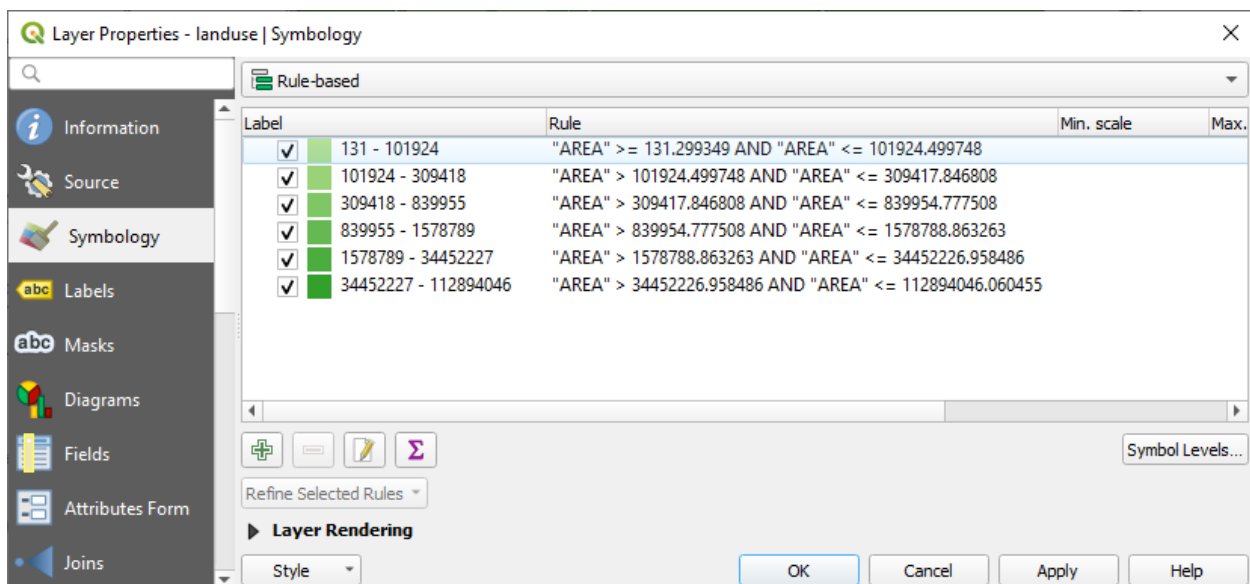 Layer Properties - landuse | Symbology
Rule-based
Information
Source
Symbology
abc Labels
abc Masks
Diagrams
Fields
Attributes Form
Joins
Label Rule Min. scale Max.
131 - 101924 "AREA" >= 131.299349 AND "AREA" <= 101924.499748
101924 - 309418 "AREA" > 101924.499748 AND "AREA" <= 309417.846808
309418 - 839955 "AREA" > 309417.846808 AND "AREA" <= 839954.777508
839955 - 1578789 "AREA" > 839954.777508 AND "AREA" <= 1578788.863263
1578789 - 34452227 "AREA" > 1578788.863263 AND "AREA" <= 34452226.958486
34452227 - 112894046 "AREA" > 34452226.958486 AND "AREA" <= 112894046.060455
Σ
Symbol Levels...
Refine Selected Rules
Layer Rendering
Style OK Cancel Apply Help